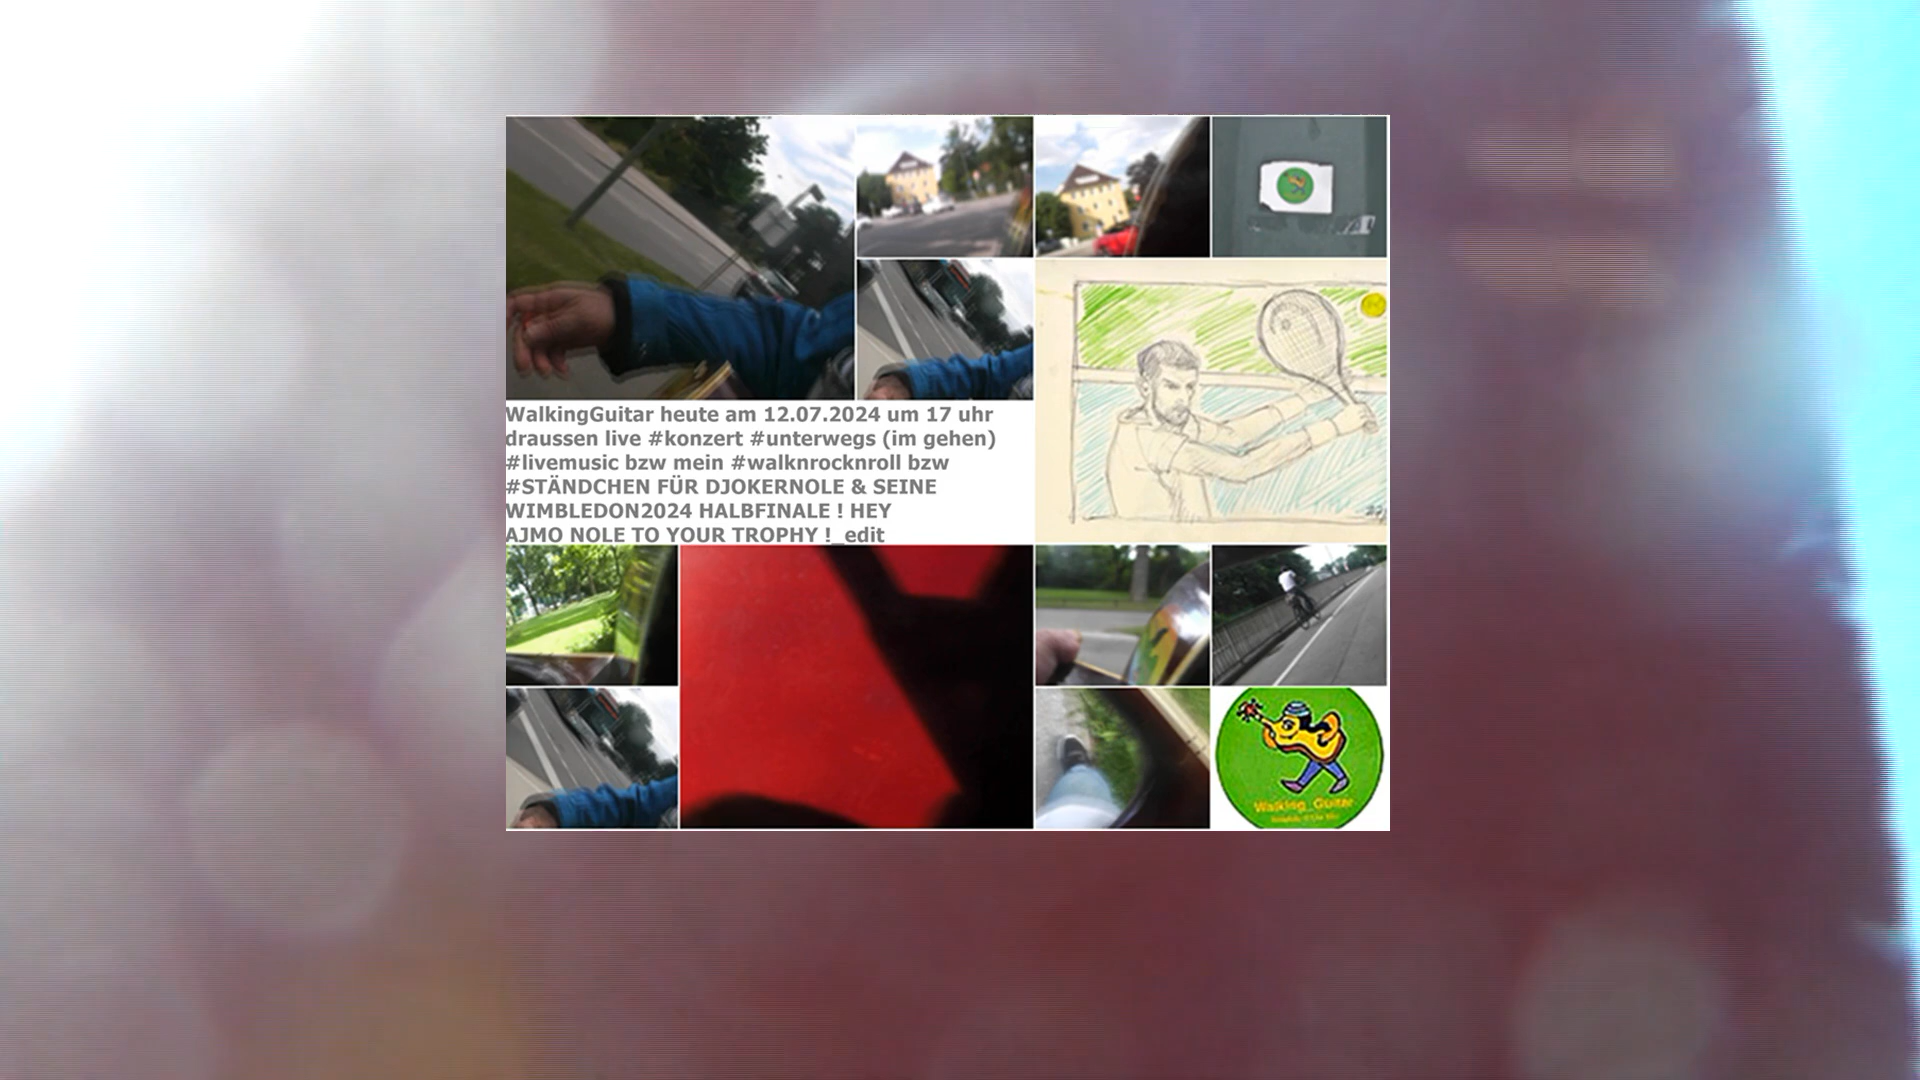 WalkingGuitar heute am 12.07.2024 um 17 uhr
draussen live #konzert #unterwegs (im gehen)
#livemusic bzw mein #walknrocknroll bzw
#STÄNDCHEN FÜR DJOKERNOLE & SEINE
WIMBLEDON2024 HALBFINALE ! HEY
AJMO NOLE TO YOUR TROPHY !_edit
Walking_Guitar